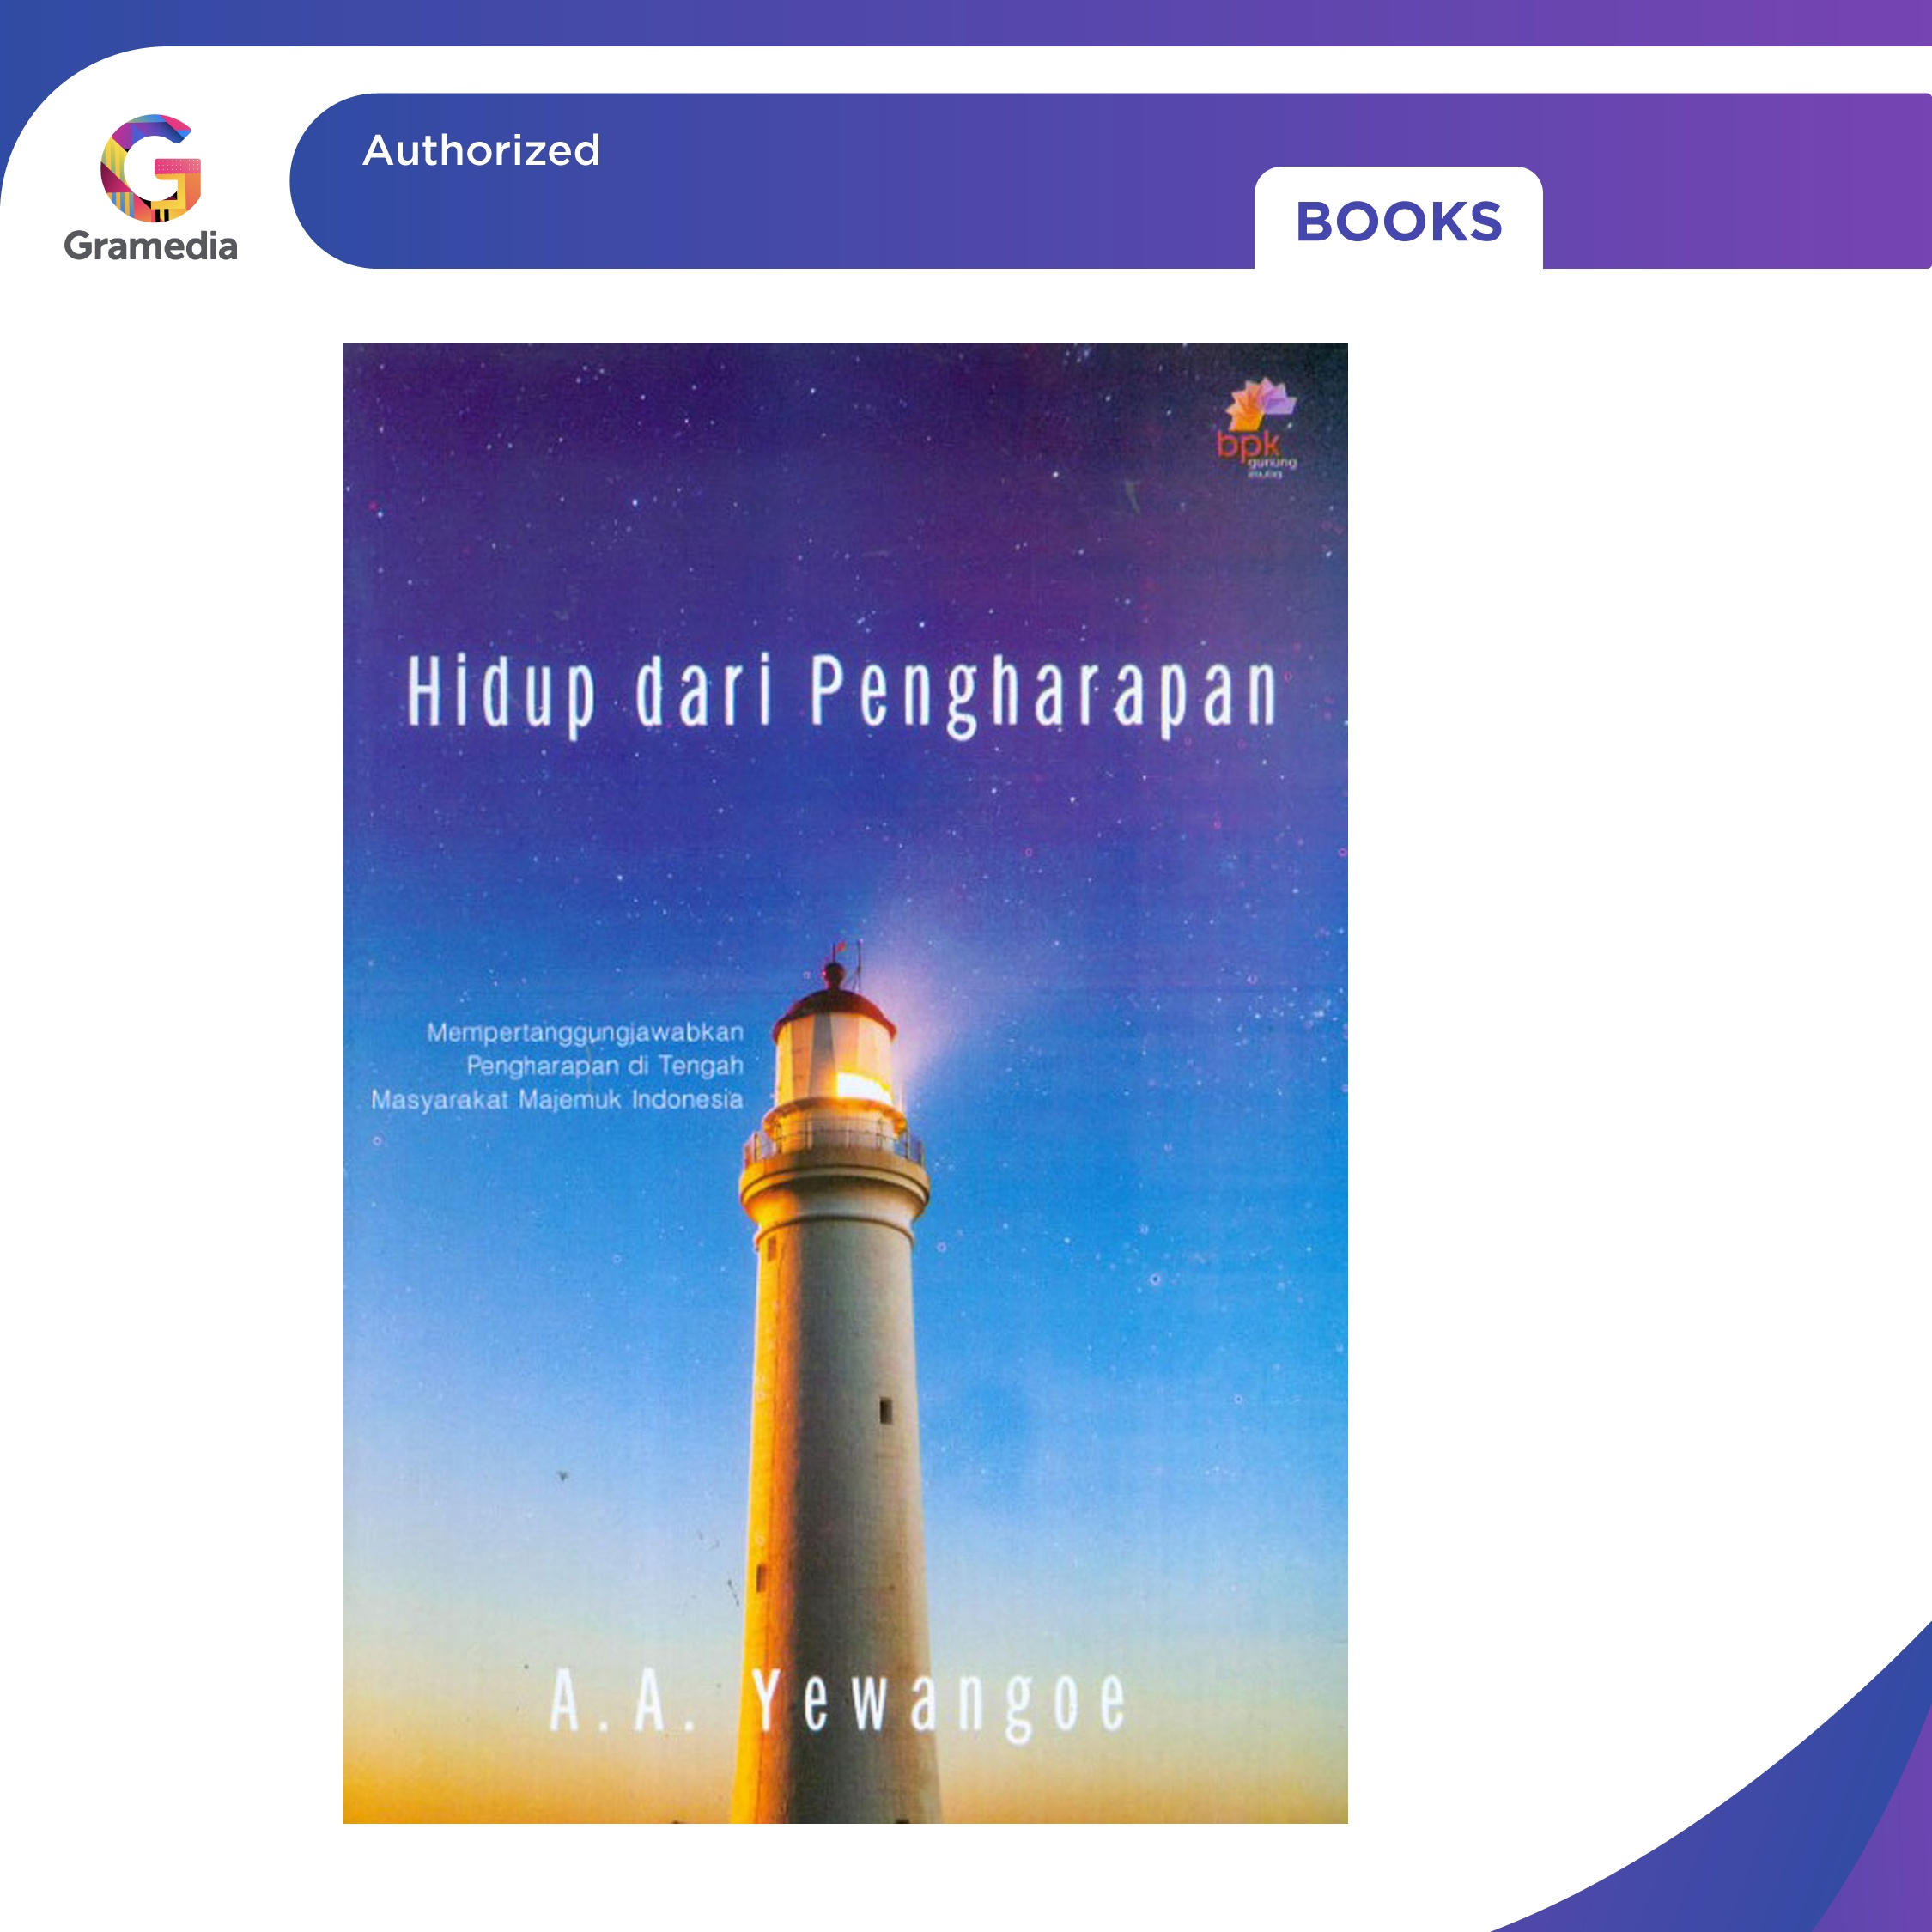 Gramedia
Authorized
BOOKS
bpk
gunung
mulia
Hidup dari Pengharapan
Mempertanggungjawabkan
Pengharapan di Tengah
Masyarakat Majemuk Indonesia
A.A. Yewangoe